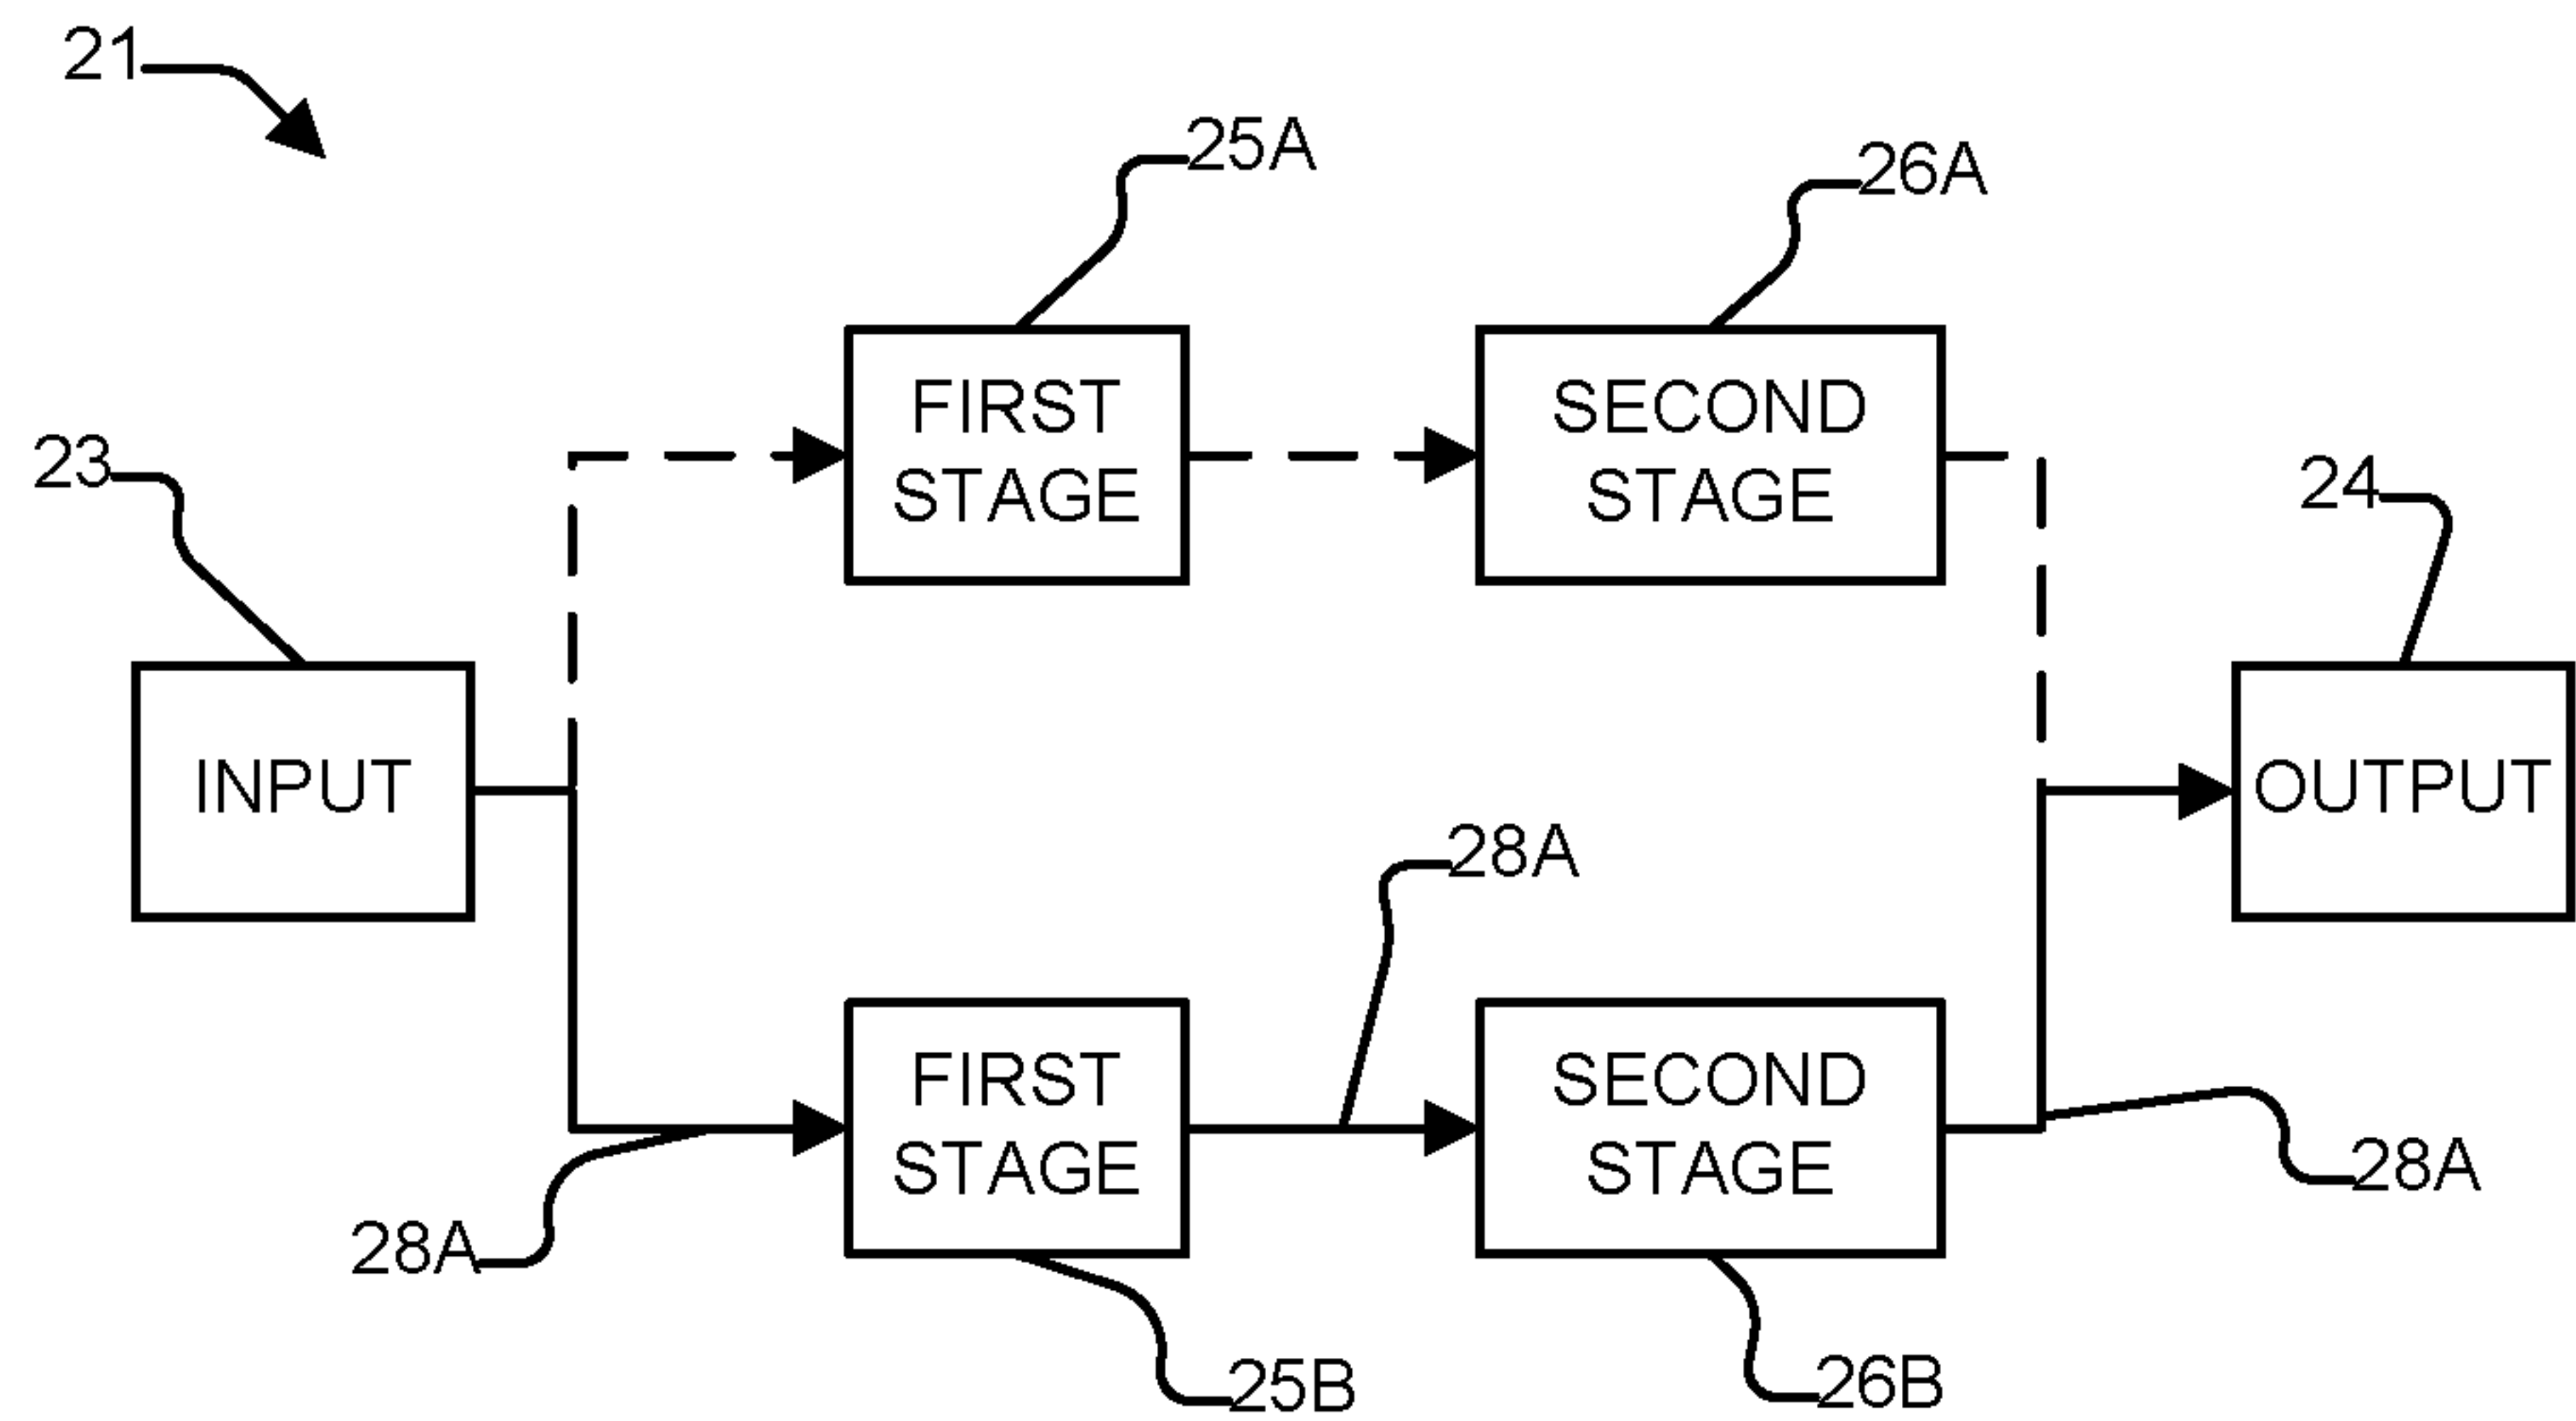 21
25A
26A
FIRST
STAGE
SECOND
STAGE
23
24
INPUT
OUTPUT
28A
FIRST
STAGE
SECOND
STAGE
28A
28A
25B
26B